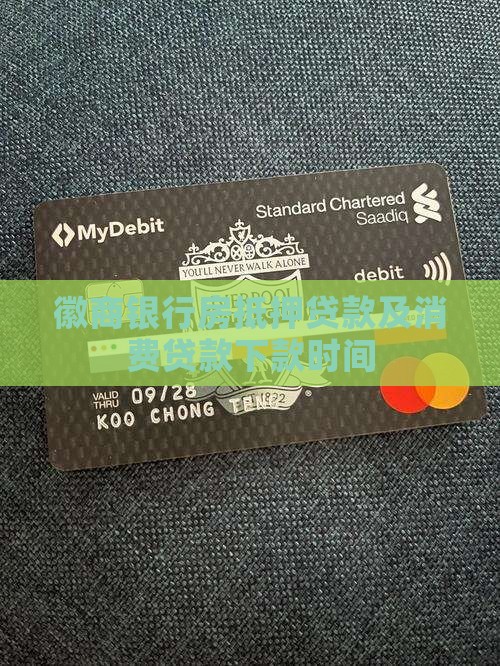 MyDebit
Standard Chartered
Saadiq
YOU'LL NEVER WALK ALONE
debit
徽商银行房抵押贷款及消
费贷款下款时间
VALID
THRU 09/28
KOO CHONG